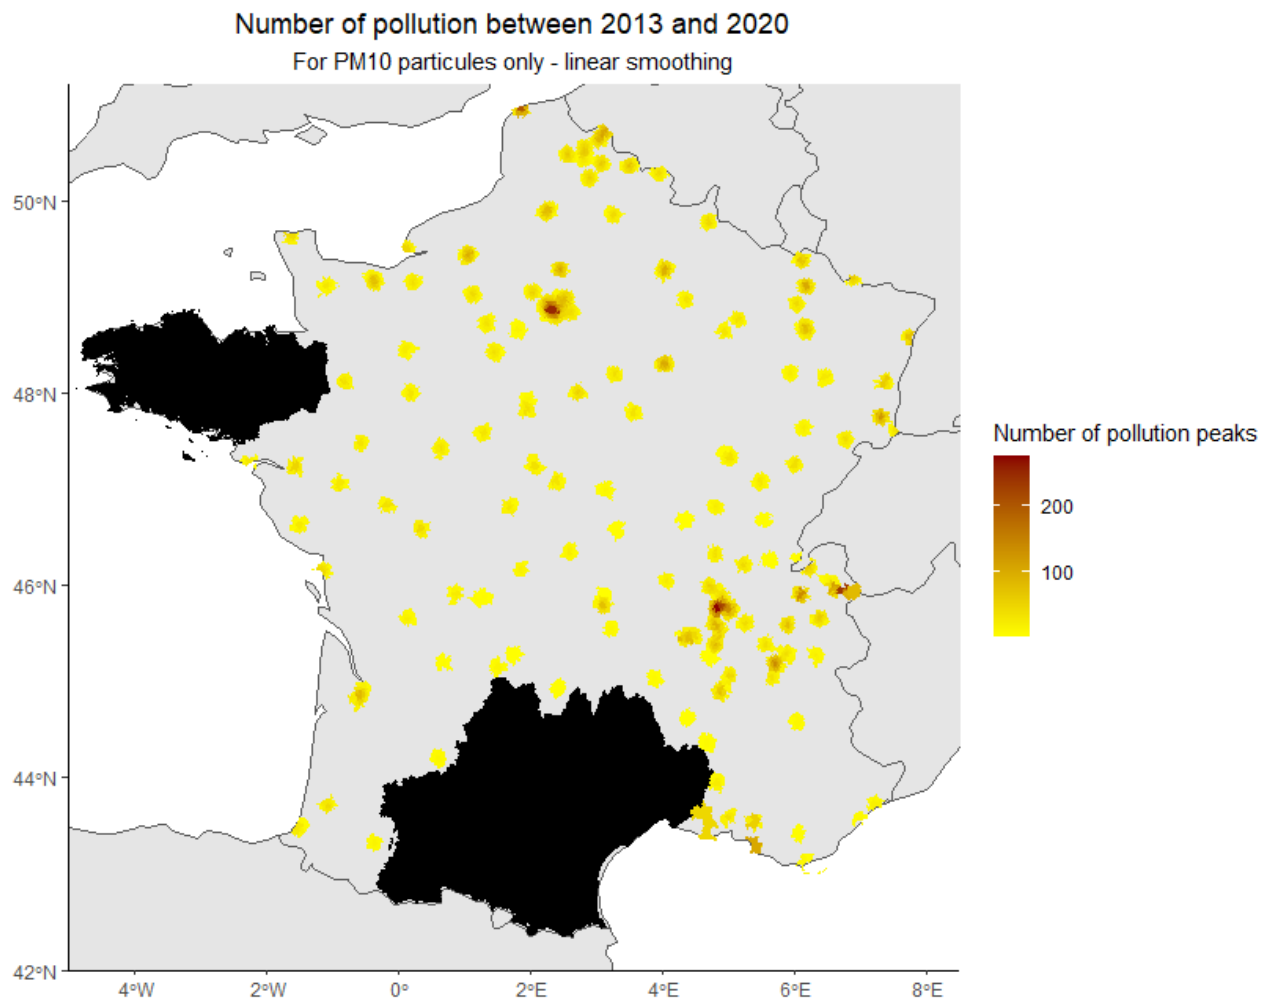 Number of pollution between 2013 and 2020
For PM10 particules only - linear smoothing
50°N
48°N
46°N
44°N
42°N
4°W
2°W
0°
2°E
4°E
6°E
8°E
Number of pollution peaks
200
100